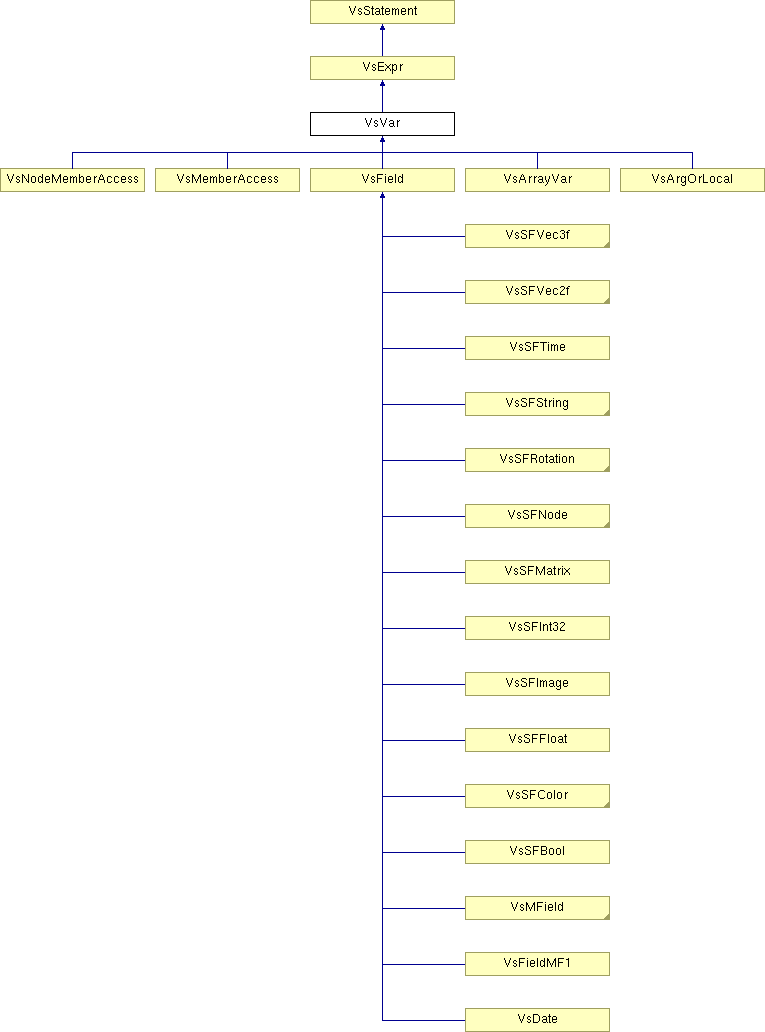 VsStatement
VsExpr
VsVar
VsNodeMemberAccess VsMemberAccess VsField VsArrayVar VsArgOrLocal
VsSFVec3f
VsSFVec2f
VsSFTime
VsSFString
VsSFRotation
VsSFNode
VsSFMatrix
VsSFInt32
VsSFImage
VsSFFloat
VsSFColor
VsSFBool
VsMField
VsFieldMF1
VsDate